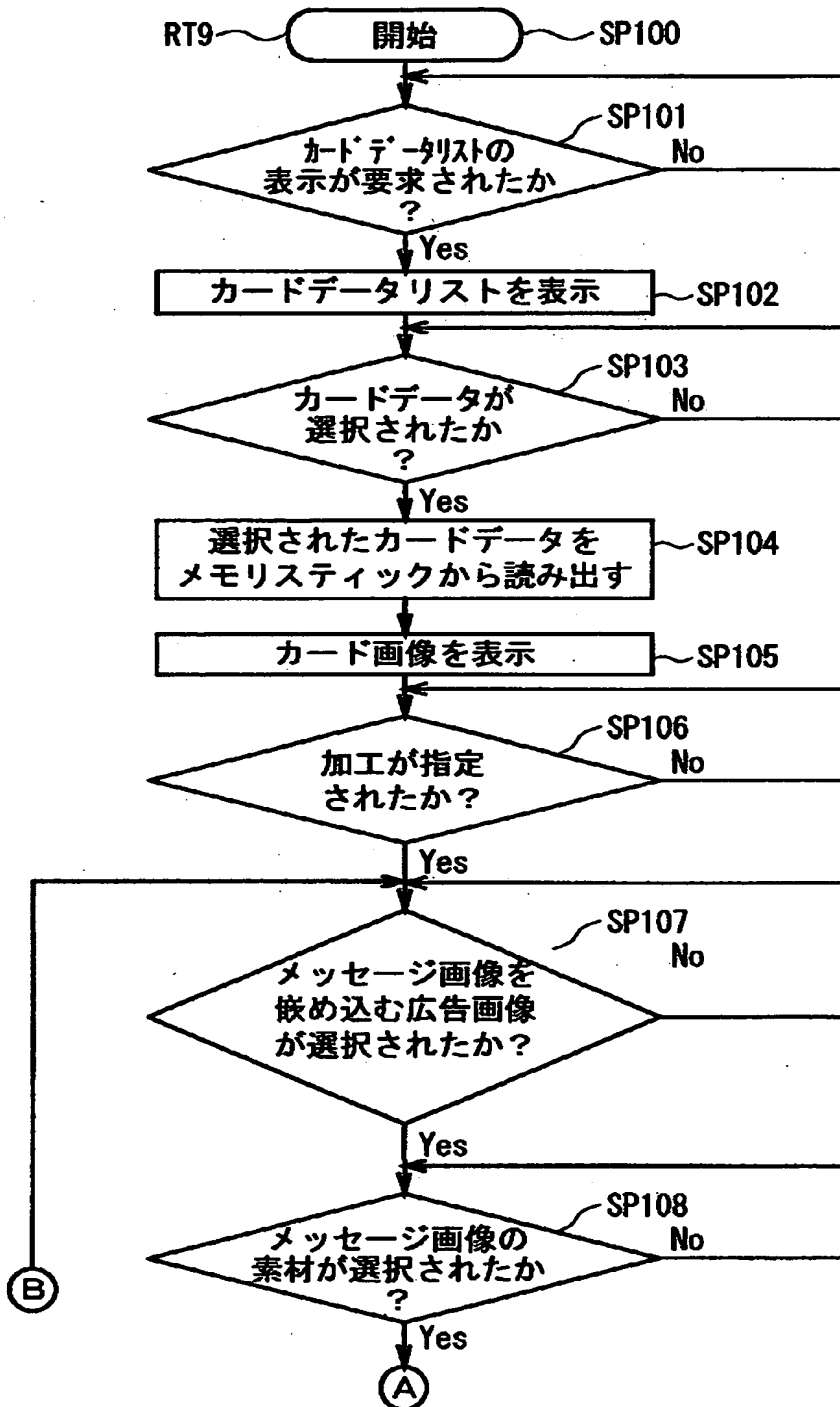 RT9
開始
SP100
SP101
カードデータリストの
表示が要求されたか
?
No
Yes
カードデータリストを表示
SP102
SP103
カードデータが
選択されたか
?
No
Yes
選択されたカードデータを
メモリスティックから読み出す
SP104
カード画像を表示
SP105
SP106
加工が指定
されたか?
No
Yes
SP107
メッセージ画像を
嵌め込む広告画像
が選択されたか?
No
Yes
SP108
メッセージ画像の
素材が選択されたか
?
No
Yes
B
A